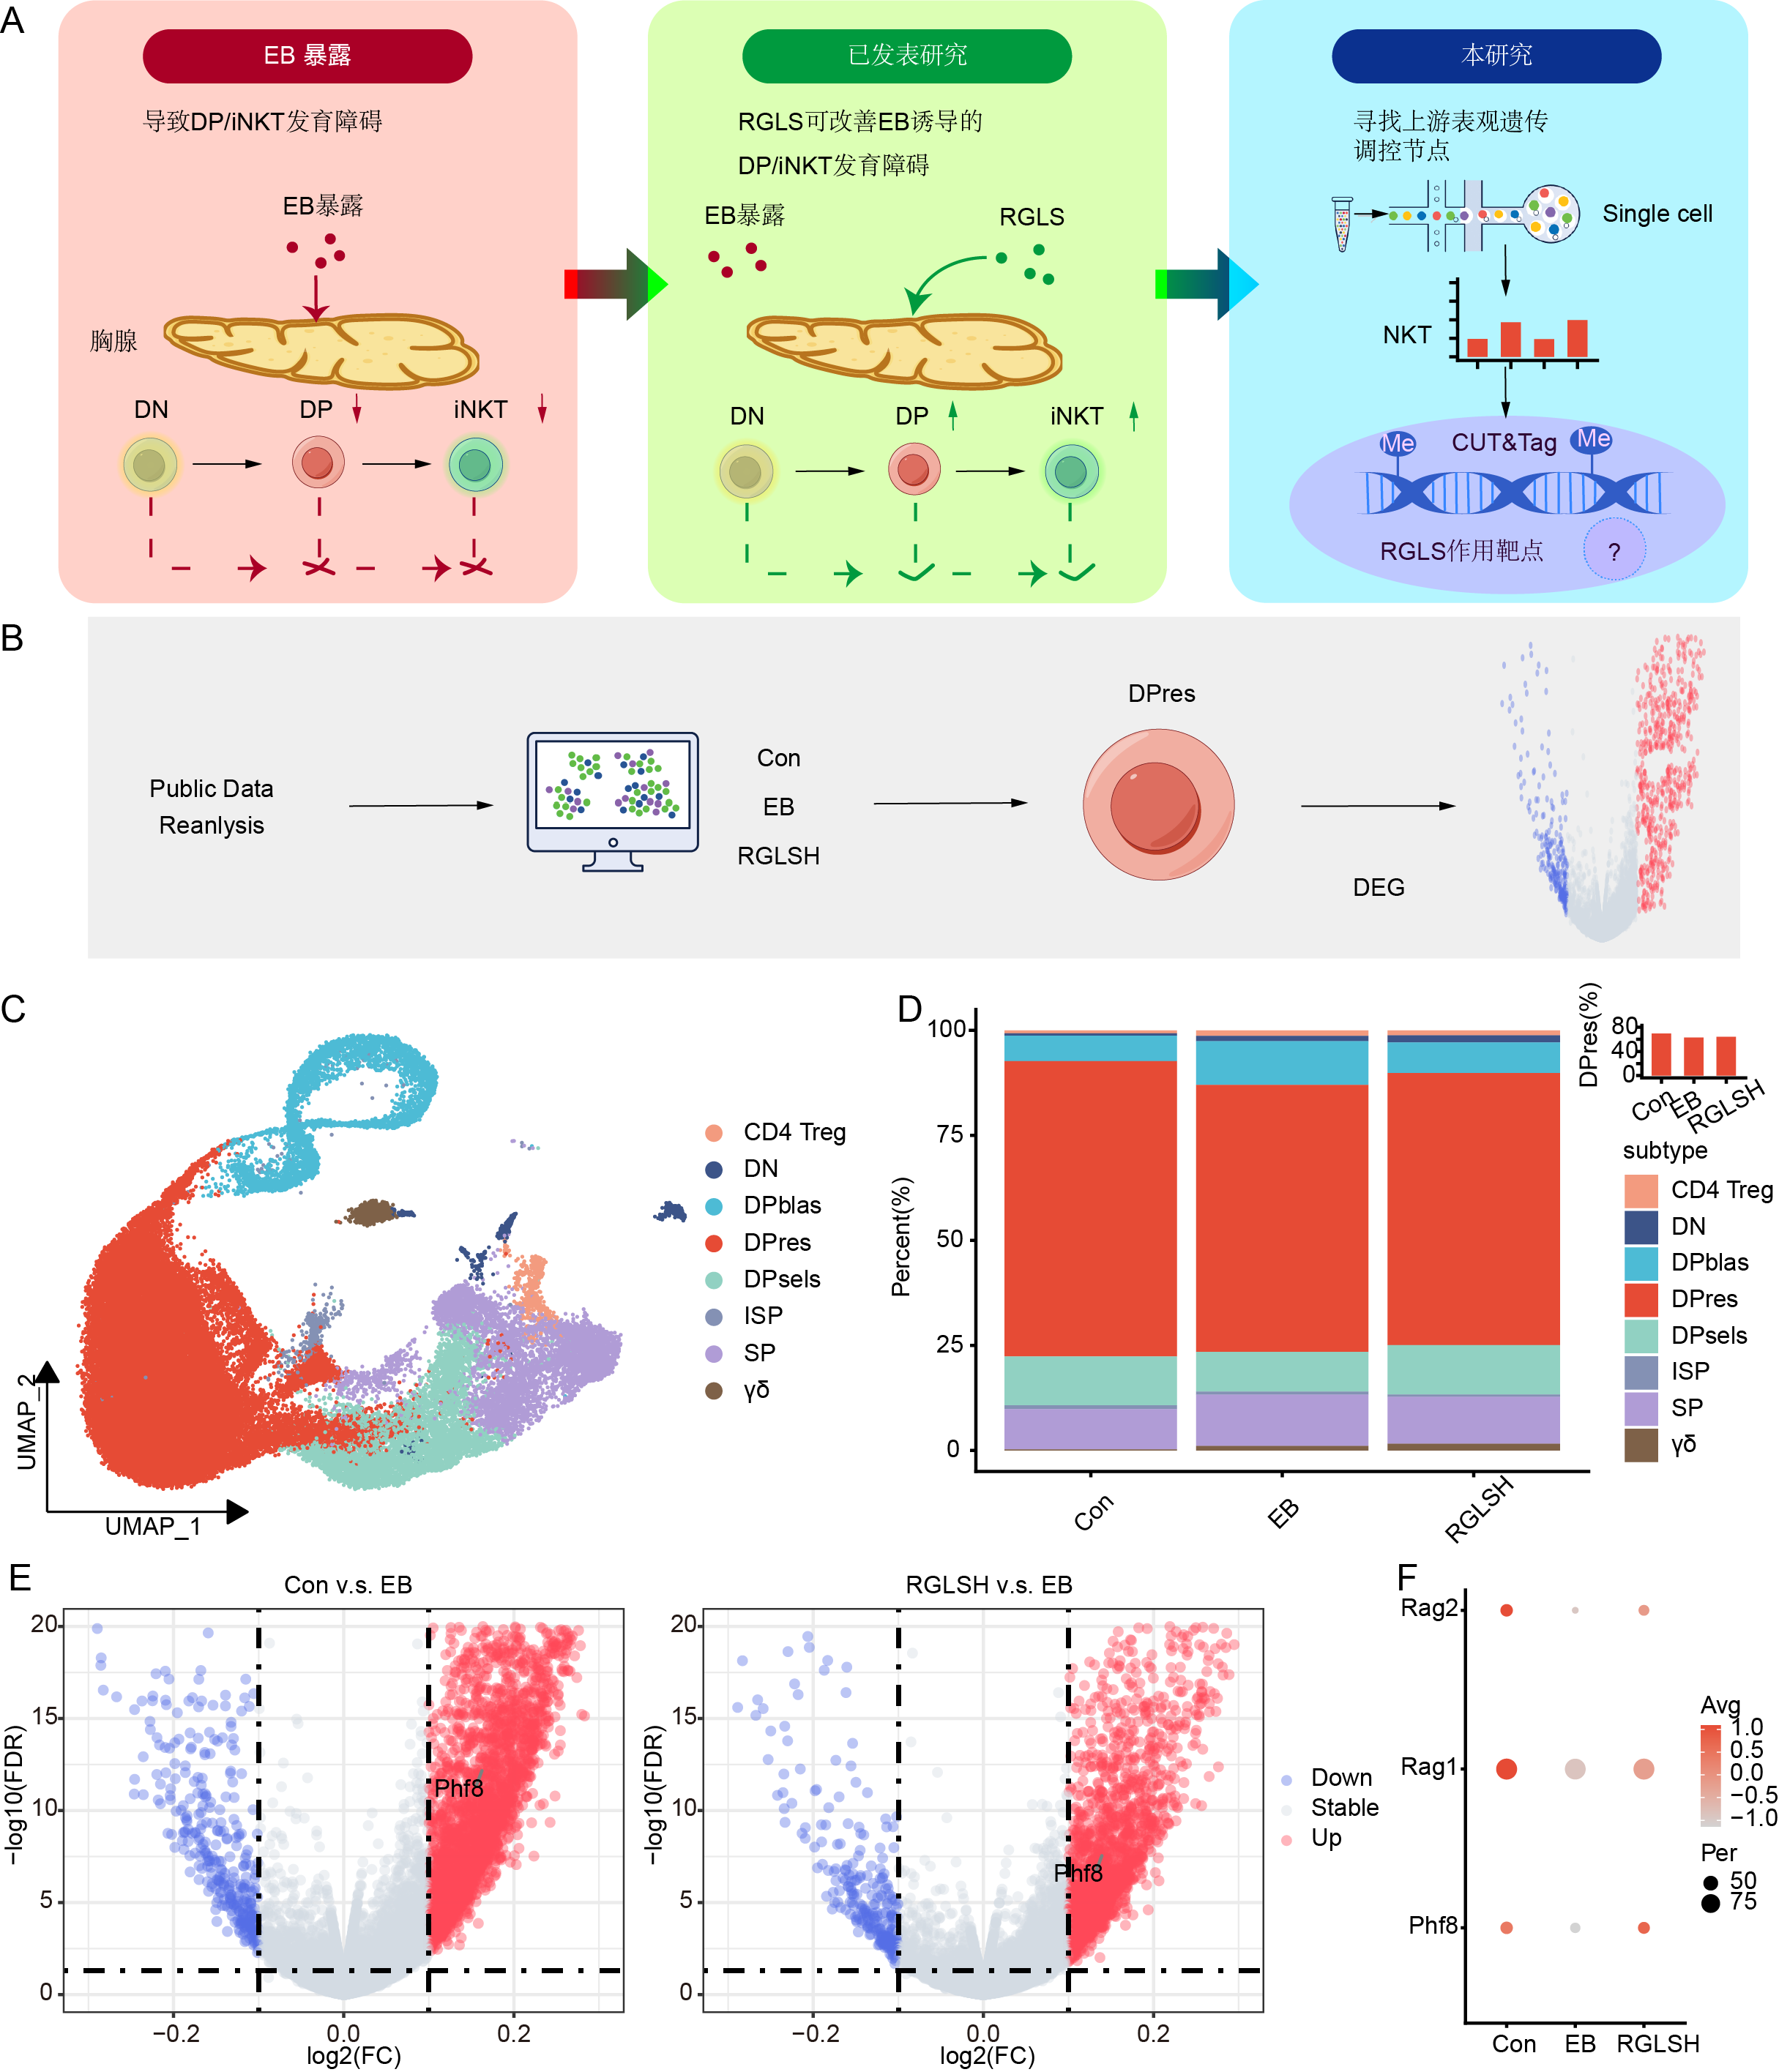 A
EB 暴露
导致DP/iNKT发育障碍
EB暴露
胸腺
DN
DP
iNKT
已发表研究
RGLS可改善EB诱导的
DP/iNKT发育障碍
EB暴露
RGLS
DN
DP
iNKT
本研究
寻找上游表观遗传
调控节点
Single cell
NKT
Me
CUT&Tag
Me
RGLS作用靶点
?
B
Public Data
Reanlysis
Con
EB
RGLSH
DPres
DEG
C
UMAP_2
UMAP_1
CD4 Treg
DN
DPblas
DPres
DPsels
ISP
SP
γδ
D
Percent(%)
100
75
50
25
0
Con
EB
RGLSH
DPres(%)
80
40
0
Con
EB
RGLSH
subtype
CD4 Treg
DN
DPblas
DPres
DPsels
ISP
SP
γδ
E
Con v.s. EB
−log10(FDR)
20
15
10
5
0
Phf8
−0.2
0.0
0.2
log2(FC)
RGLSH v.s. EB
−log10(FDR)
20
15
10
5
0
Phf8
−0.2
0.0
0.2
log2(FC)
Down
Stable
Up
F
Rag2
Rag1
Phf8
Con
EB
RGLSH
Avg
1.0
0.5
0.0
−0.5
−1.0
Per
50
75